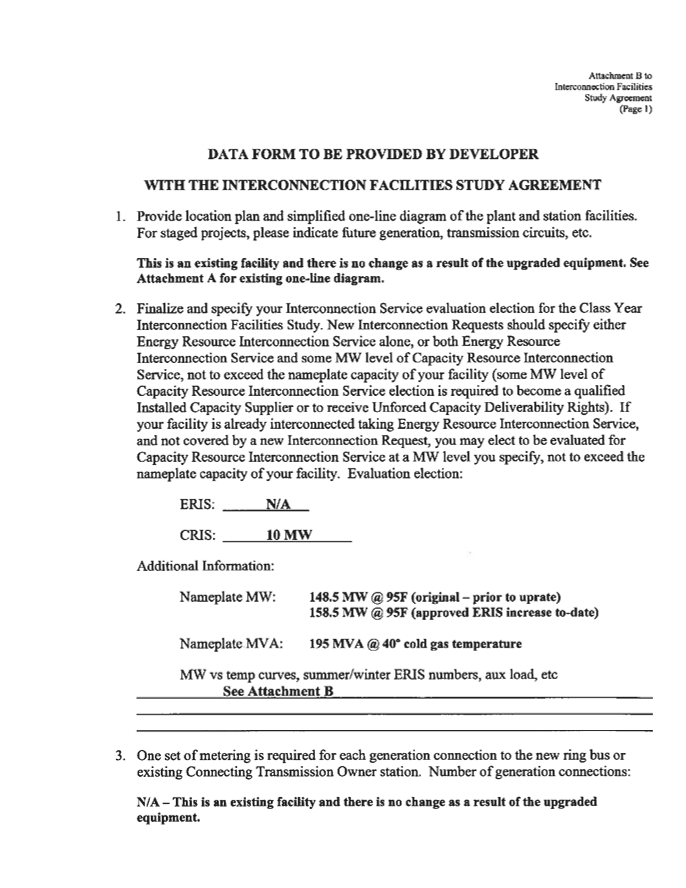 Attachment B to
Interconnection Facilities
Study Agreement
(Page 1)
DATA FORM TO BE PROVIDED BY DEVELOPER
WITH THE INTERCONNECTION FACILITIES STUDY AGREEMENT
1. Provide location plan and simplified one-line diagram of the plant and station facilities.
For staged projects, please indicate future generation, transmission circuits, etc.
This is an existing facility and there is no change as a result of the upgraded equipment. See
Attachment A for existing one-line diagram.
2. Finalize and specify your Interconnection Service evaluation election for the Class Year
Interconnection Facilities Study. New Interconnection Requests should specify either
Energy Resource Interconnection Service alone, or both Energy Resource
Interconnection Service and some MW level of Capacity Resource Interconnection
Service, not to exceed the nameplate capacity of your facility (some MW level of
Capacity Resource Interconnection Service election is required to become a qualified
Installed Capacity Supplier or to receive Unforced Capacity Deliverability Rights). If
your facility is already interconnected taking Energy Resource Interconnection Service,
and not covered by a new Interconnection Request, you may elect to be evaluated for
Capacity Resource Interconnection Service at a MW level you specify, not to exceed the
nameplate capacity of your facility. Evaluation election:
ERIS: N/A
CRIS: 10 MW
Additional Information:
Nameplate MW: 148.5 MW @ 95F (original – prior to uprate)
158.5 MW @ 95F (approved ERIS increase to-date)
Nameplate MVA: 195 MVA @ 40° cold gas temperature
MW vs temp curves, summer/winter ERIS numbers, aux load, etc
See Attachment B
3. One set of metering is required for each generation connection to the new ring bus or
existing Connecting Transmission Owner station. Number of generation connections:
N/A – This is an existing facility and there is no change as a result of the upgraded
equipment.